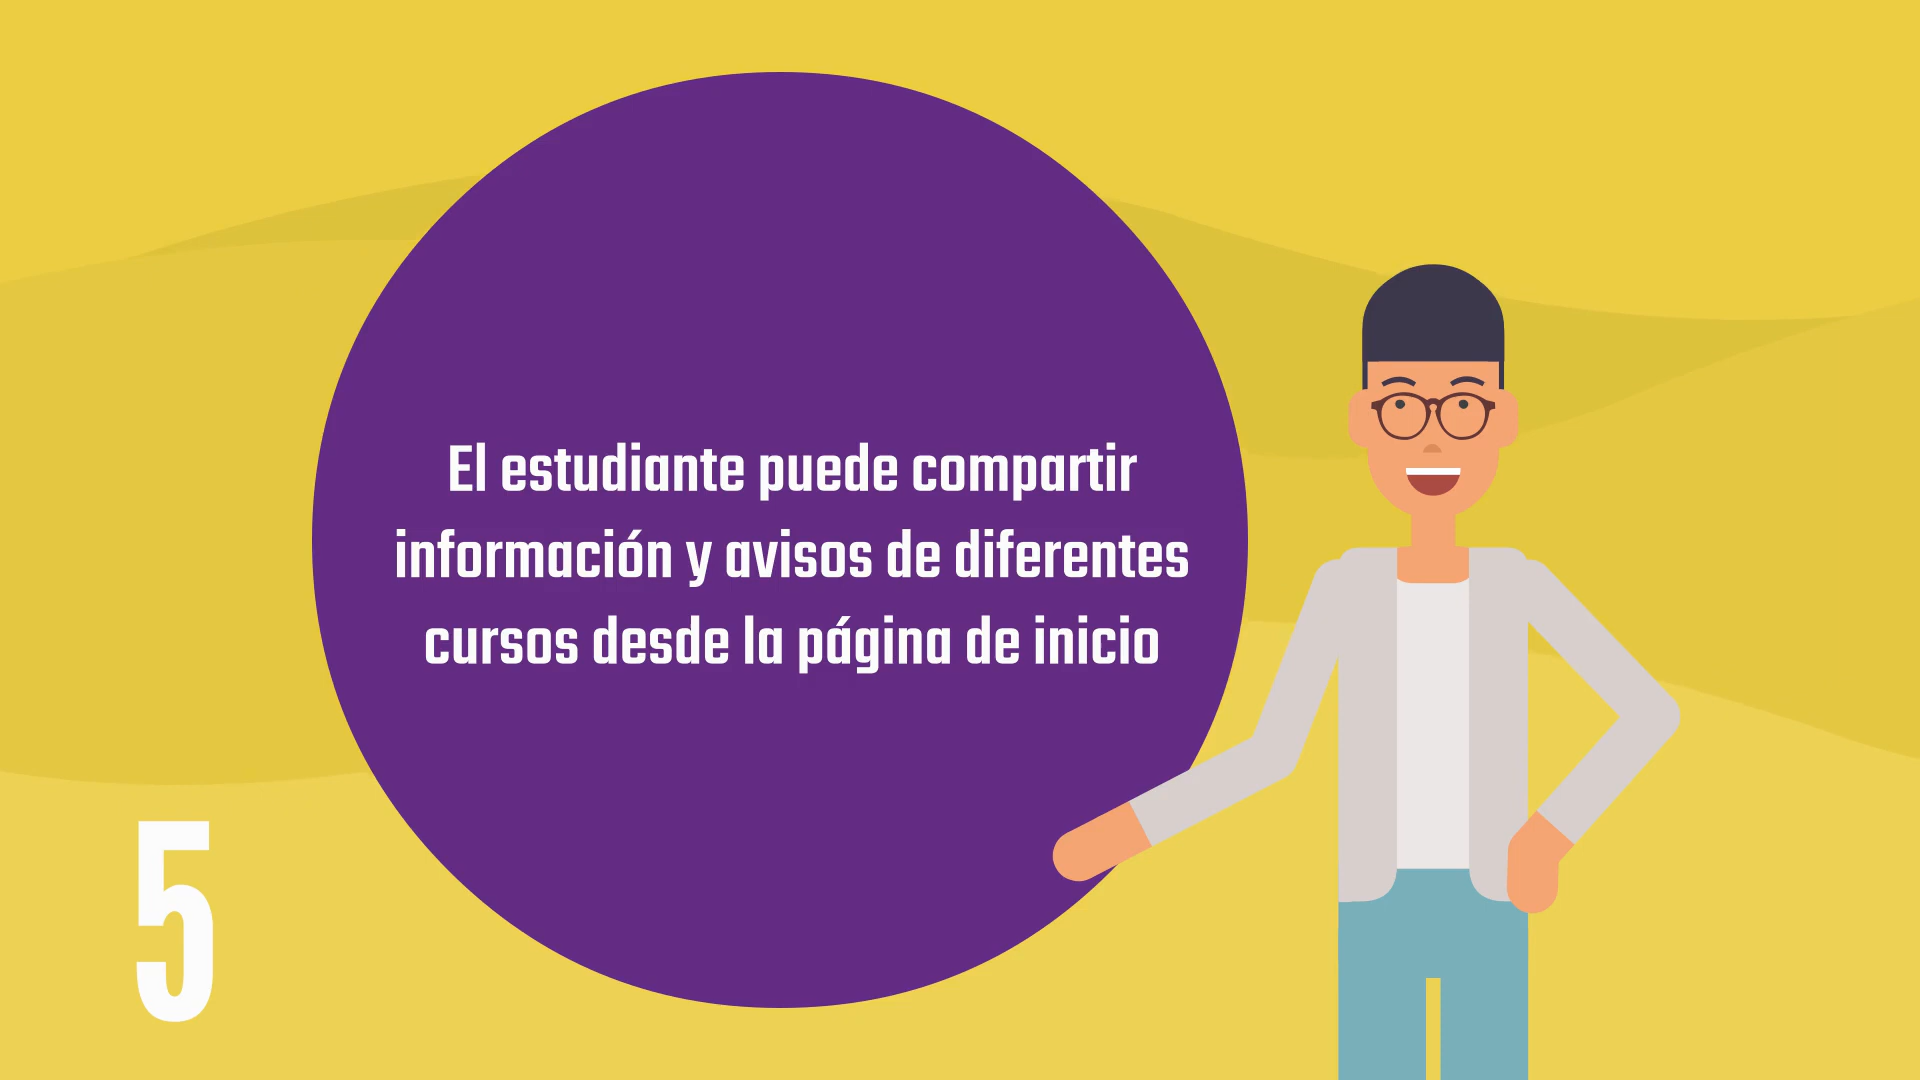 El estudiante puede compartir
información y avisos de diferentes
cursos desde la página de inicio
5